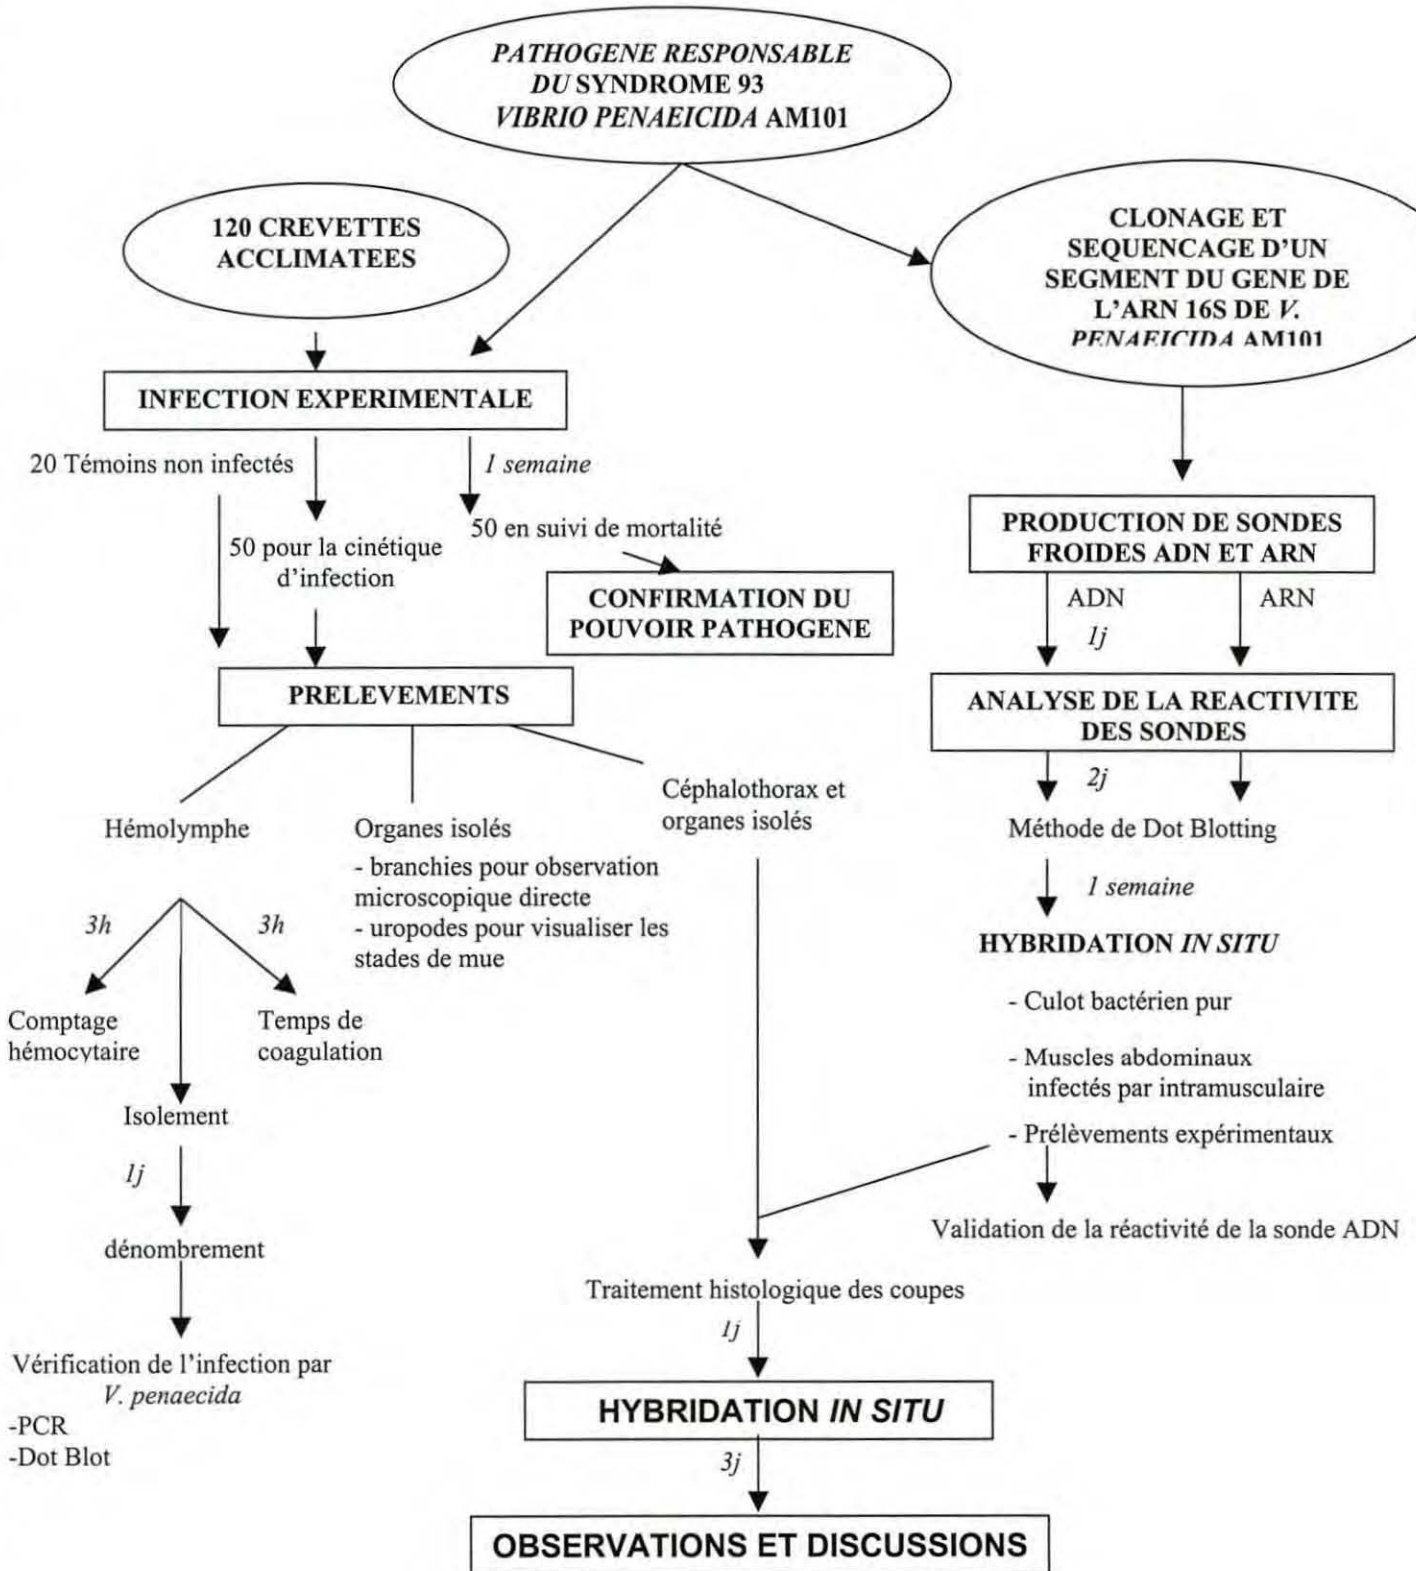 PATHOGENE RESPONSABLE
DU SYNDROME 93
VIBRIO PENAEICIDA AM101
120 CREVETTES
ACCLIMATEES
CLONAGE ET
SEQUENCAGE D'UN
SEGMENT DU GENE DE
L'ARN 16S DE V.
PENAEICIDA AM101
INFECTION EXPERIMENTALE
20 Témoins non infectés
1 semaine
50 pour la cinétique
d'infection
50 en suivi de mortalité
CONFIRMATION DU
POUVOIR PATHOGENE
PRODUCTION DE SONDES
FROIDES ADN ET ARN
ADN
ARN
1j
PRELEVEMENTS
ANALYSE DE LA REACTIVITE
DES SONDES
2j
Hémolymphe
Organes isolés
- branchies pour observation
microscopique directe
- uropodes pour visualiser les
stades de mue
Céphalothorax et
organes isolés
Méthode de Dot Blotting
1 semaine
HYBRIDATION IN SITU
- Culot bactérien pur
- Muscles abdominaux
infectés par intramusculaire
- Prélèvements expérimentaux
Validation de la réactivité de la sonde ADN
3h
3h
Comptage
hémocytaire
Temps de
coagulation
Isolement
1j
dénombrement
Vérification de l'infection par
V. penaecida
-PCR
-Dot Blot
Traitement histologique des coupes
1j
HYBRIDATION IN SITU
3j
OBSERVATIONS ET DISCUSSIONS